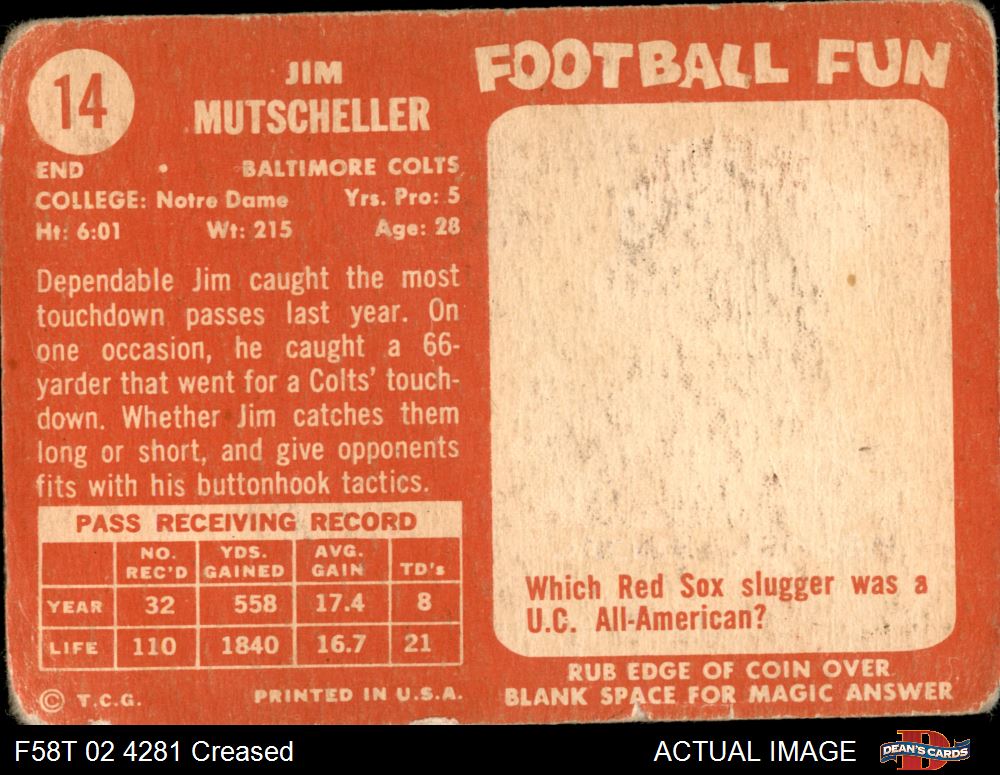 14
JIM
MUTSCHELLER
END • BALTIMORE COLTS
COLLEGE: Notre Dame Yrs. Pro: 5
Ht: 6:01 Wt: 215 Age: 28
Dependable Jim caught the most
touchdown passes last year. On
one occasion, he caught a 66-
yarder that went for a Colts' touch-
down. Whether Jim catches them
long or short, and give opponents
fits with his buttonhook tactics.
PASS RECEIVING RECORD
NO. REC'D YDS. GAINED AVG. GAIN TD's
YEAR 32 558 17.4 8
LIFE 110 1840 16.7 21
© T.C.G. PRINTED IN U.S.A.
FOOTBALL FUN
Which Red Sox slugger was a
U.C. All-American?
RUB EDGE OF COIN OVER
BLANK SPACE FOR MAGIC ANSWER
F58T 02 4281 Creased
ACTUAL IMAGE
DEAN'S CARDS